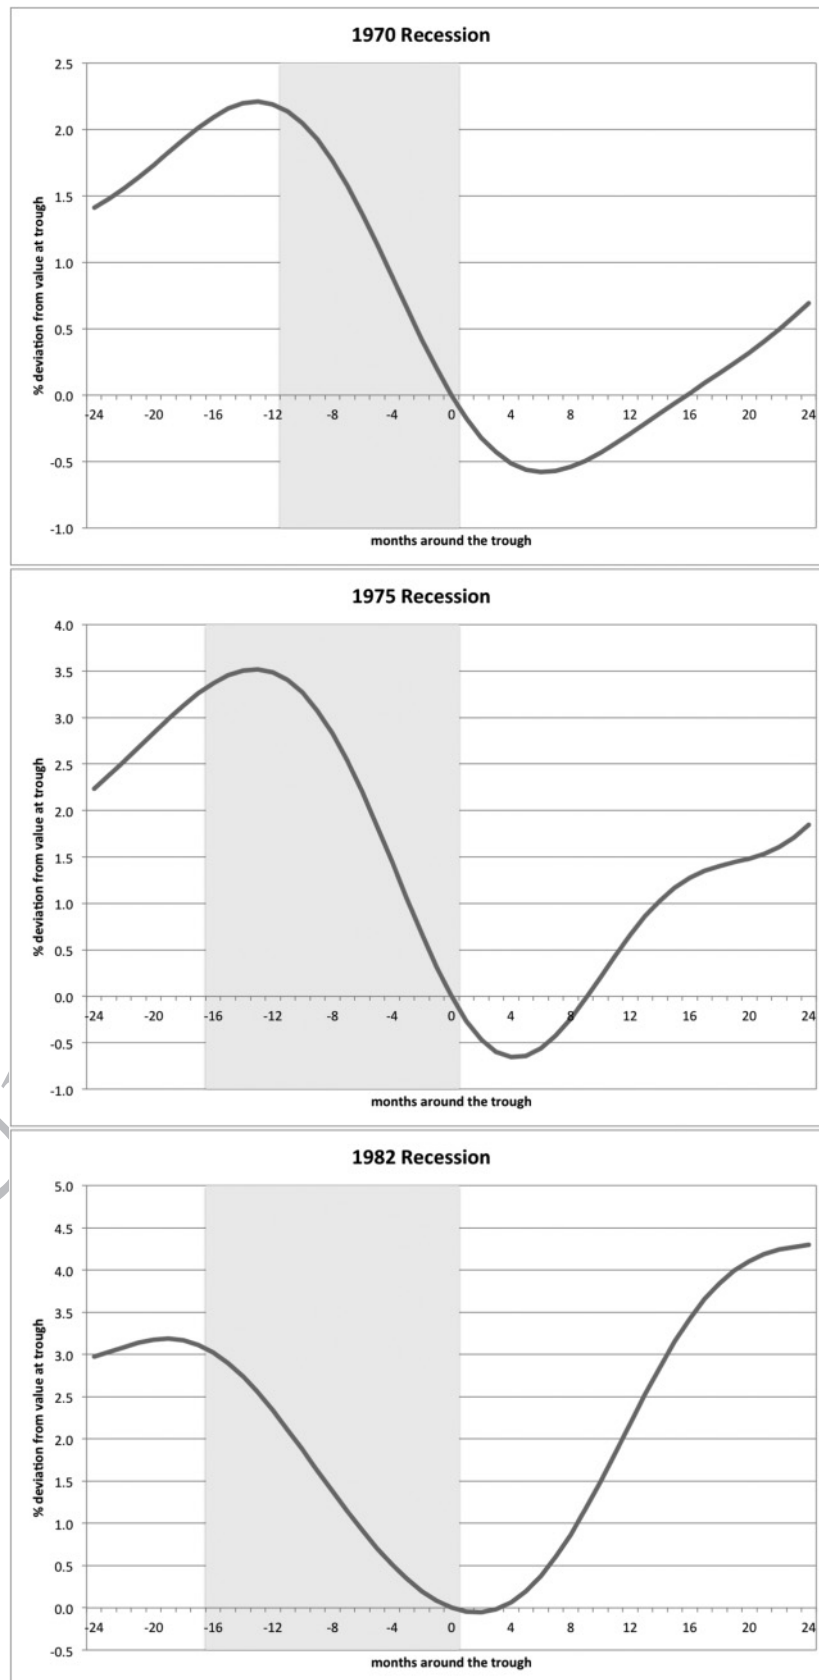 1970 Recession
% deviation from value at trough
2.5
2.0
1.5
1.0
0.5
0.0
-0.5
-1.0
-24 -20 -16 -12 -8 -4 0 4 8 12 16 20 24
months around the trough
1975 Recession
% deviation from value at trough
4.0
3.5
3.0
2.5
2.0
1.5
1.0
0.5
0.0
-0.5
-1.0
-24 -20 -16 -12 -8 -4 0 4 8 12 16 20 24
months around the trough
1982 Recession
% deviation from value at trough
5.0
4.5
4.0
3.5
3.0
2.5
2.0
1.5
1.0
0.5
0.0
-0.5
-24 -20 -16 -12 -8 -4 0 4 8 12 16 20 24
months around the trough